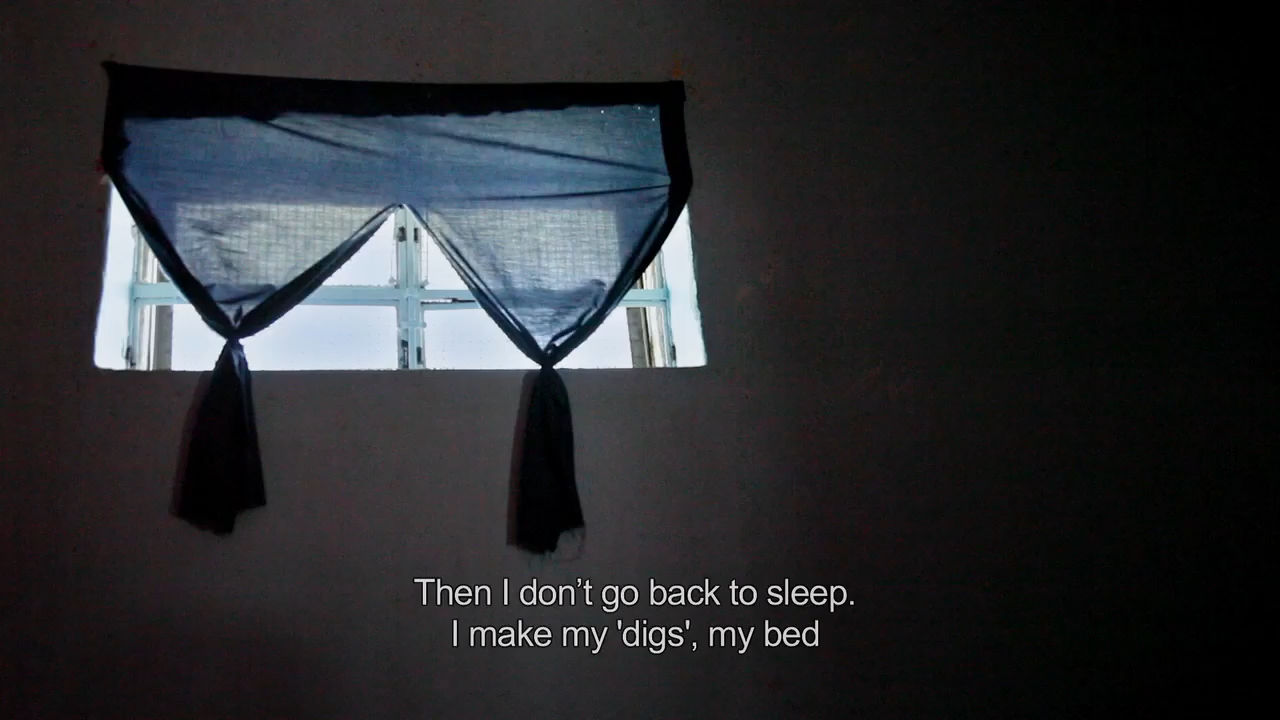 Then I don’t go back to sleep.
I make my 'digs', my bed